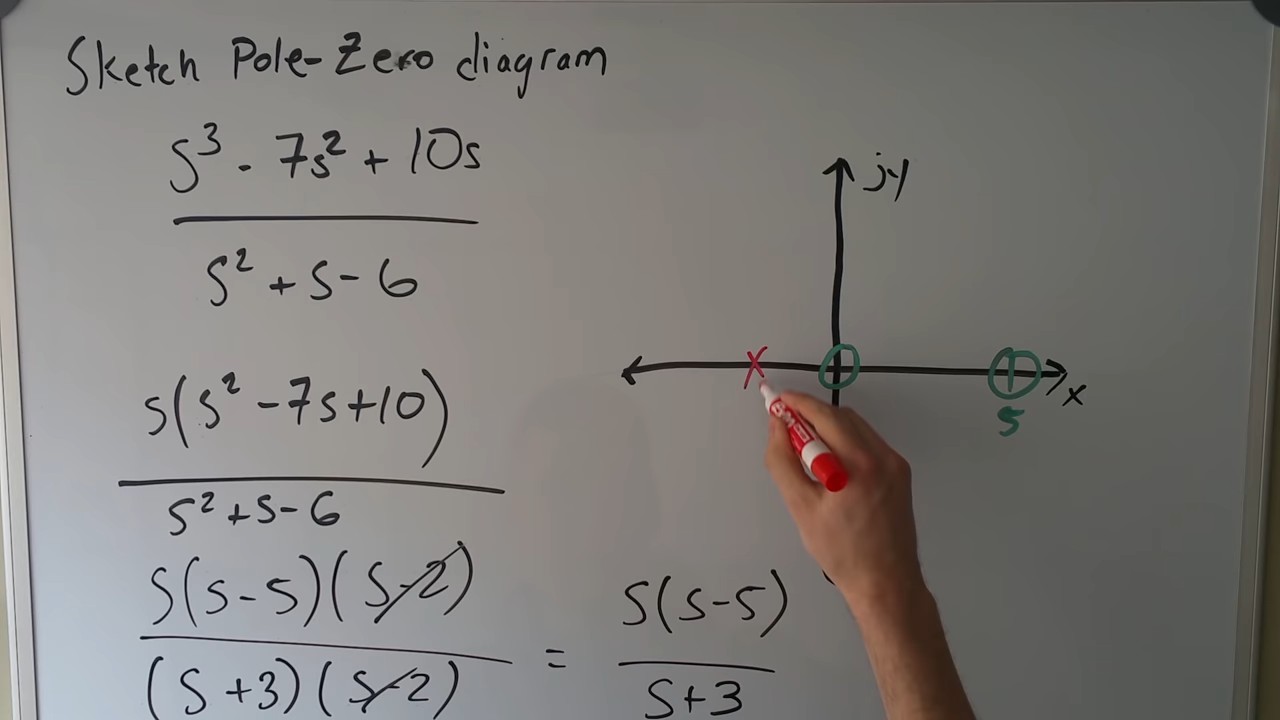 Sketch Pole-Zero diagram
s³ - 7s² + 10s
s² + s - 6
s(s² - 7s + 10)
s² + s - 6
s(s-5)(s-2)
(s+3)(s-2)
=
s(s-5)
s+3
jy
x
5